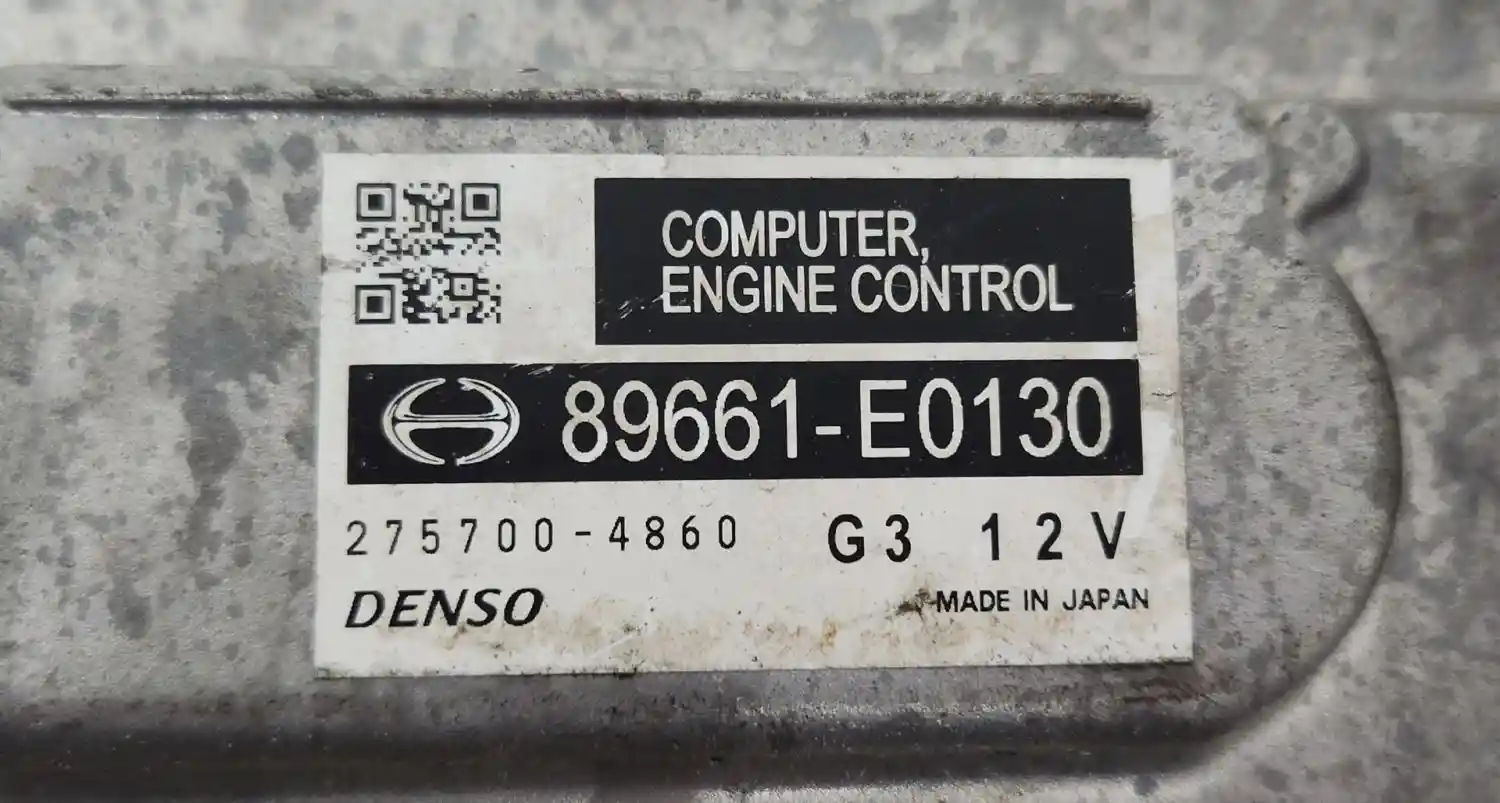 COMPUTER,
ENGINE CONTROL
89661-E0130
275700-4860 G3 12V
DENSO
MADE IN JAPAN